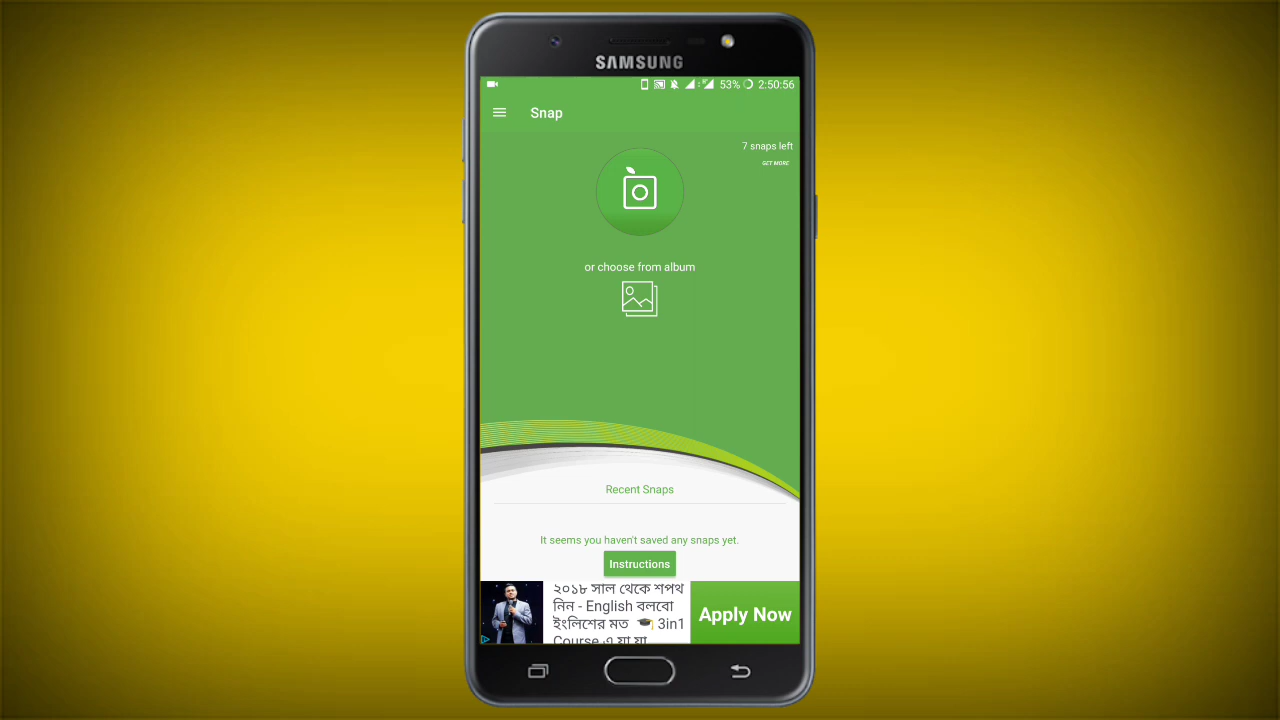 SAMSUNG
53% 2:50:56
Snap
7 snaps left
GET MORE
or choose from album
Recent Snaps
It seems you haven't saved any snaps yet.
Instructions
২০১৮ সাল থেকে শপথ
নিন - English বলবো
ইংলিশের মত 🎓 3in1
Course এ যা যা
Apply Now